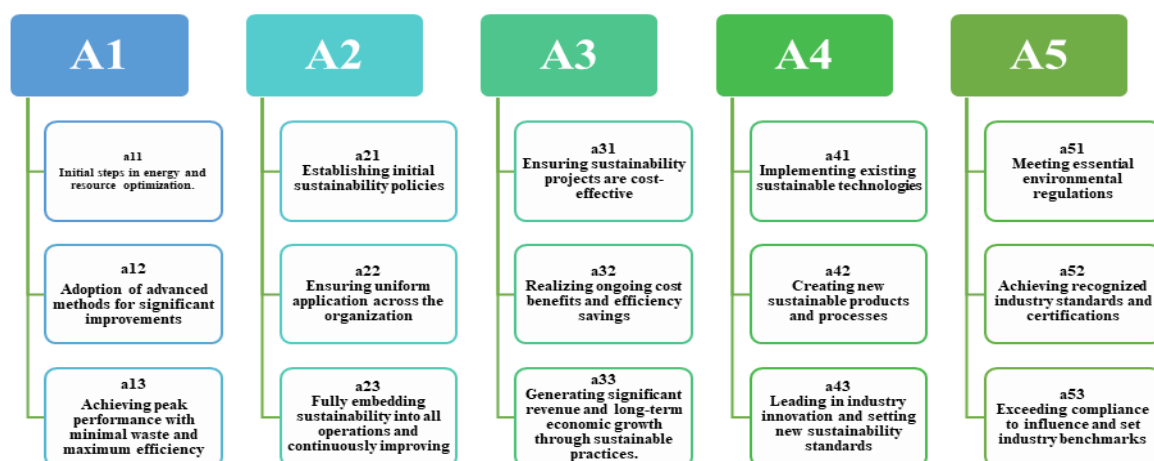 A1
a11
Initial steps in energy and
resource optimization.
a12
Adoption of advanced
methods for significant
improvements
a13
Achieving peak
performance with
minimal waste and
maximum efficiency
A2
a21
Establishing initial
sustainability policies
a22
Ensuring uniform
application across the
organization
a23
Fully embedding
sustainability into all
operations and
continuously improving
A3
a31
Ensuring sustainability
projects are cost-
effective
a32
Realizing ongoing cost
benefits and efficiency
savings
a33
Generating significant
revenue and long-term
economic growth
through sustainable
practices.
A4
a41
Implementing existing
sustainable technologies
a42
Creating new
sustainable products
and processes
a43
Leading in industry
innovation and setting
new sustainability
standards
A5
a51
Meeting essential
environmental
regulations
a52
Achieving recognized
industry standards and
certifications
a53
Exceeding compliance
to influence and set
industry benchmarks